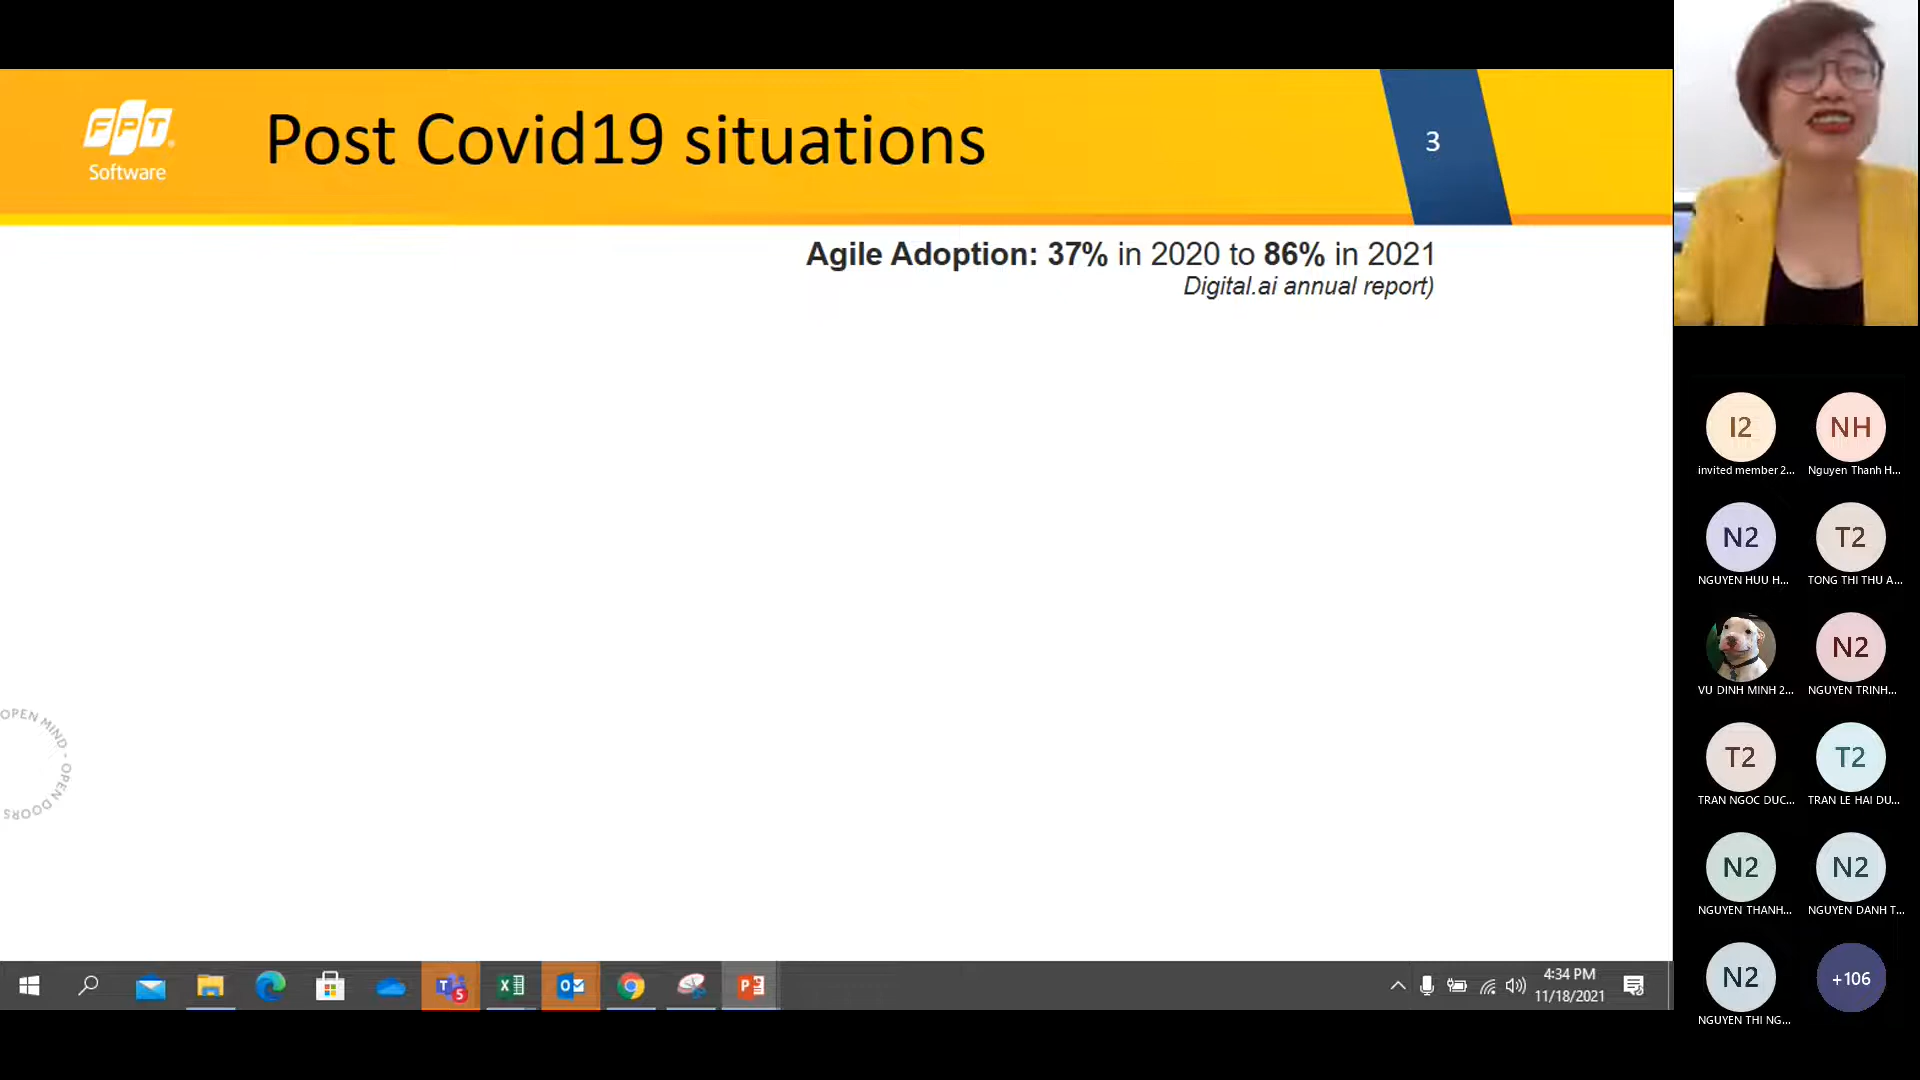 FPT
Software
Post Covid19 situations
3
Agile Adoption: 37% in 2020 to 86% in 2021
Digital.ai annual report)
OPEN MIND - OPEN DOORS
I2
NH
invited member 2...
Nguyen Thanh H...
N2
T2
NGUYEN HUU H...
TONG THI THU A...
N2
VU DINH MINH 2...
NGUYEN TRINH...
T2
T2
TRAN NGOC DUC...
TRAN LE HAI DU...
N2
N2
NGUYEN THANH...
NGUYEN DANH T...
N2
+106
NGUYEN THI NG...
4:34 PM
11/18/2021